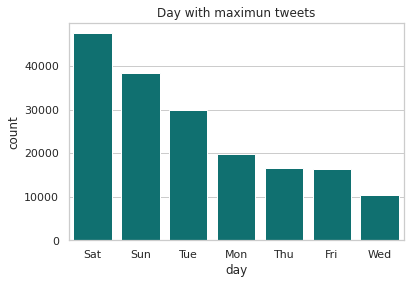 Day with maximun tweets
count
40000
30000
20000
10000
0
Sat Sun Tue Mon Thu Fri Wed
day